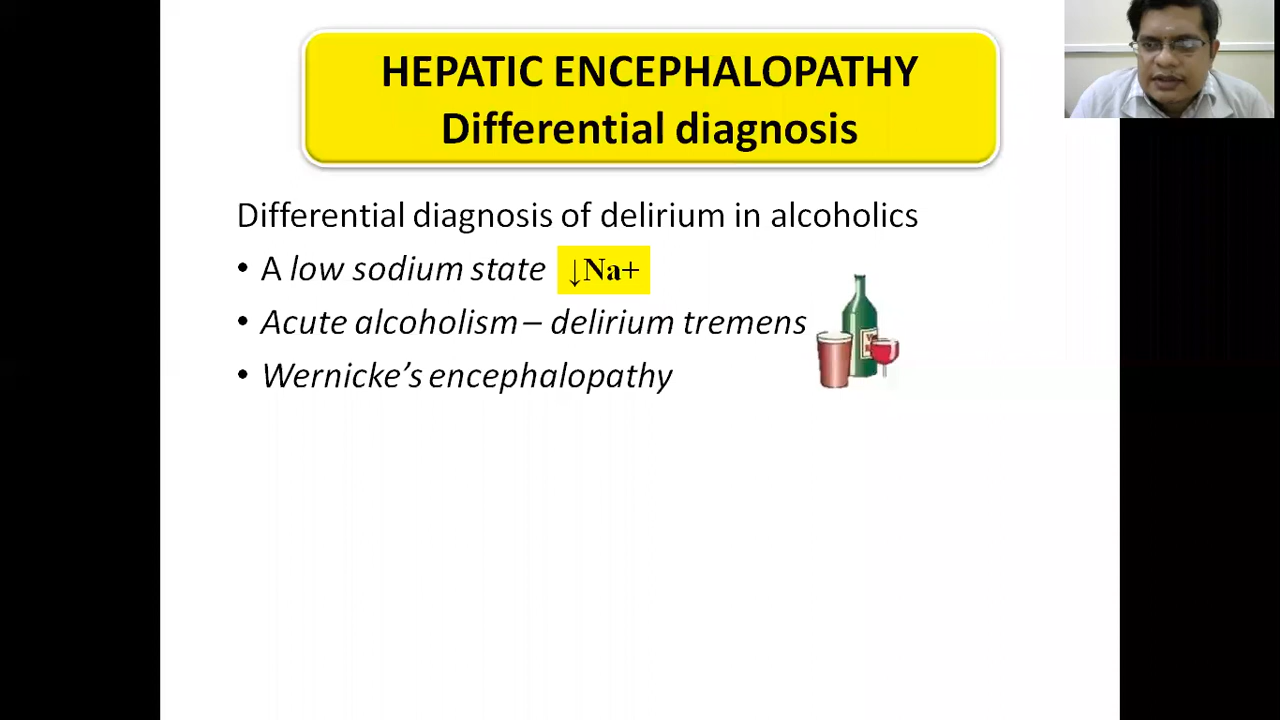 HEPATIC ENCEPHALOPATHY
Differential diagnosis
Differential diagnosis of delirium in alcoholics
• A low sodium state ↓Na+
• Acute alcoholism – delirium tremens
• Wernicke's encephalopathy